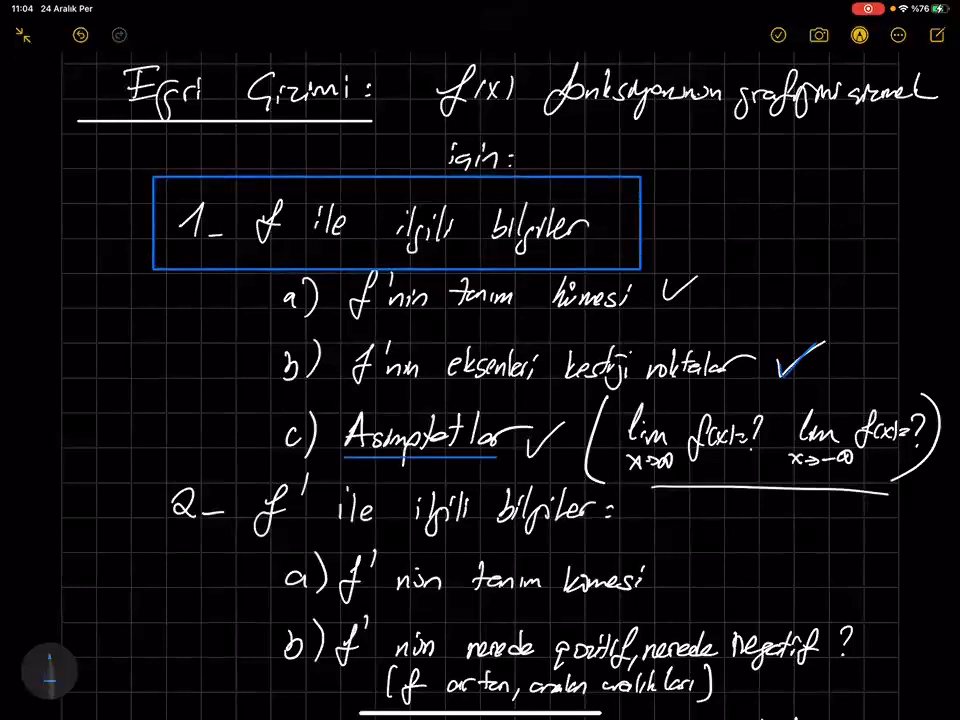 11:04 24 Aralık Per %76
Eğri Çizimi: f(x) fonksiyonunun grafiğini çizmek
için:
1_ f ile ilgili bilgiler
a) f'nin tanım kümesi ✓
b) f'nin eksenleri kestiği noktalar ✓
c) Asimptotlar ✓ ( lim x→∞ f(x)=? lim x→-∞ f(x)=? )
2_ f' ile ilgili bilgiler:
a) f' nün tanım kümesi
b) f' nün nerede pozitif, nerede negatif ?
(f artan, azalan aralıkları)